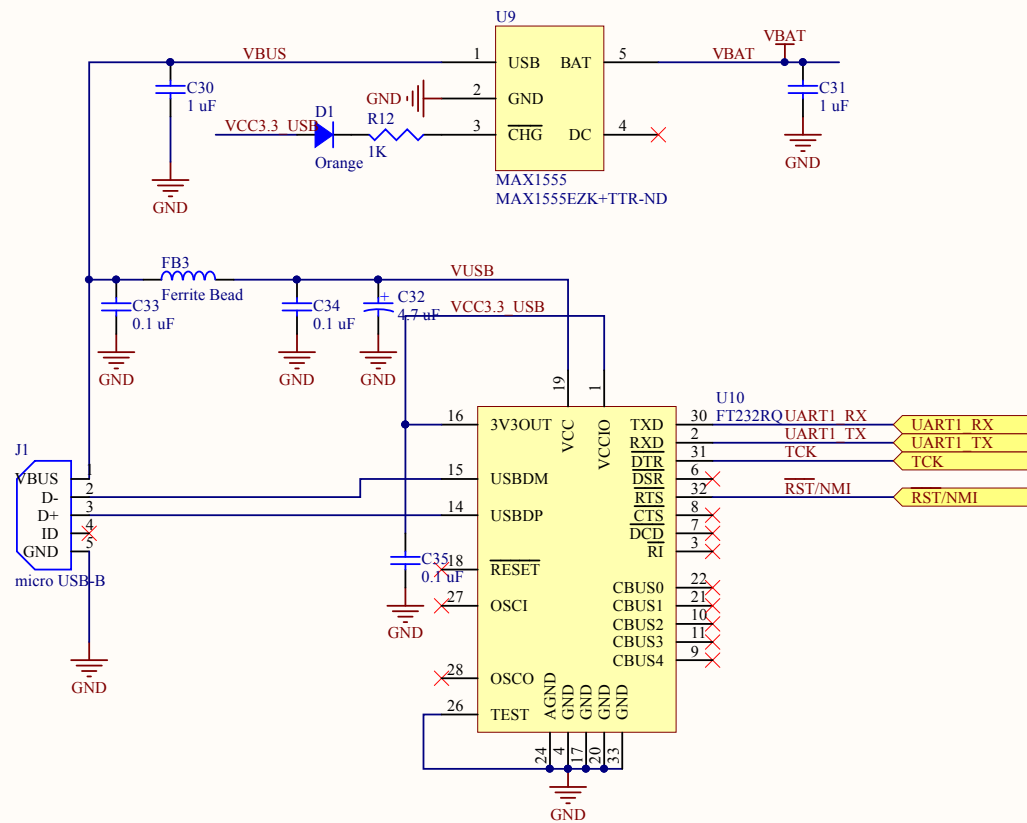 U9
VBUS
1
USB
BAT
5
VBAT
VBAT
C30
1 uF
GND
2
GND
C31
1 uF
VCC3.3_USB
D1
Orange
R12
1K
3
CHG
DC
4
GND
GND
MAX1555
MAX1555EZK+TTR-ND
FB3
Ferrite Bead
VUSB
C33
0.1 uF
C34
0.1 uF
C32
4.7 uF
VCC3.3_USB
GND
GND
GND
19
1
U10
FT232RQ
16
3V3OUT
VCC
VCCIO
TXD
30
UART1_RX
UART1_RX
RXD
2
UART1_TX
UART1_TX
DTR
31
TCK
TCK
DSR
6
RTS
32
RST/NMI
RST/NMI
CTS
8
DCD
7
RI
3
J1
VBUS
1
D-
2
D+
3
ID
4
GND
5
micro USB-B
GND
15
USBDM
14
USBDP
C35
0.1 uF
GND
18
RESET
27
OSCI
28
OSCO
26
TEST
CBUS0
22
CBUS1
21
CBUS2
10
CBUS3
11
CBUS4
9
AGND
GND
GND
GND
GND
24
4
17
20
33
GND